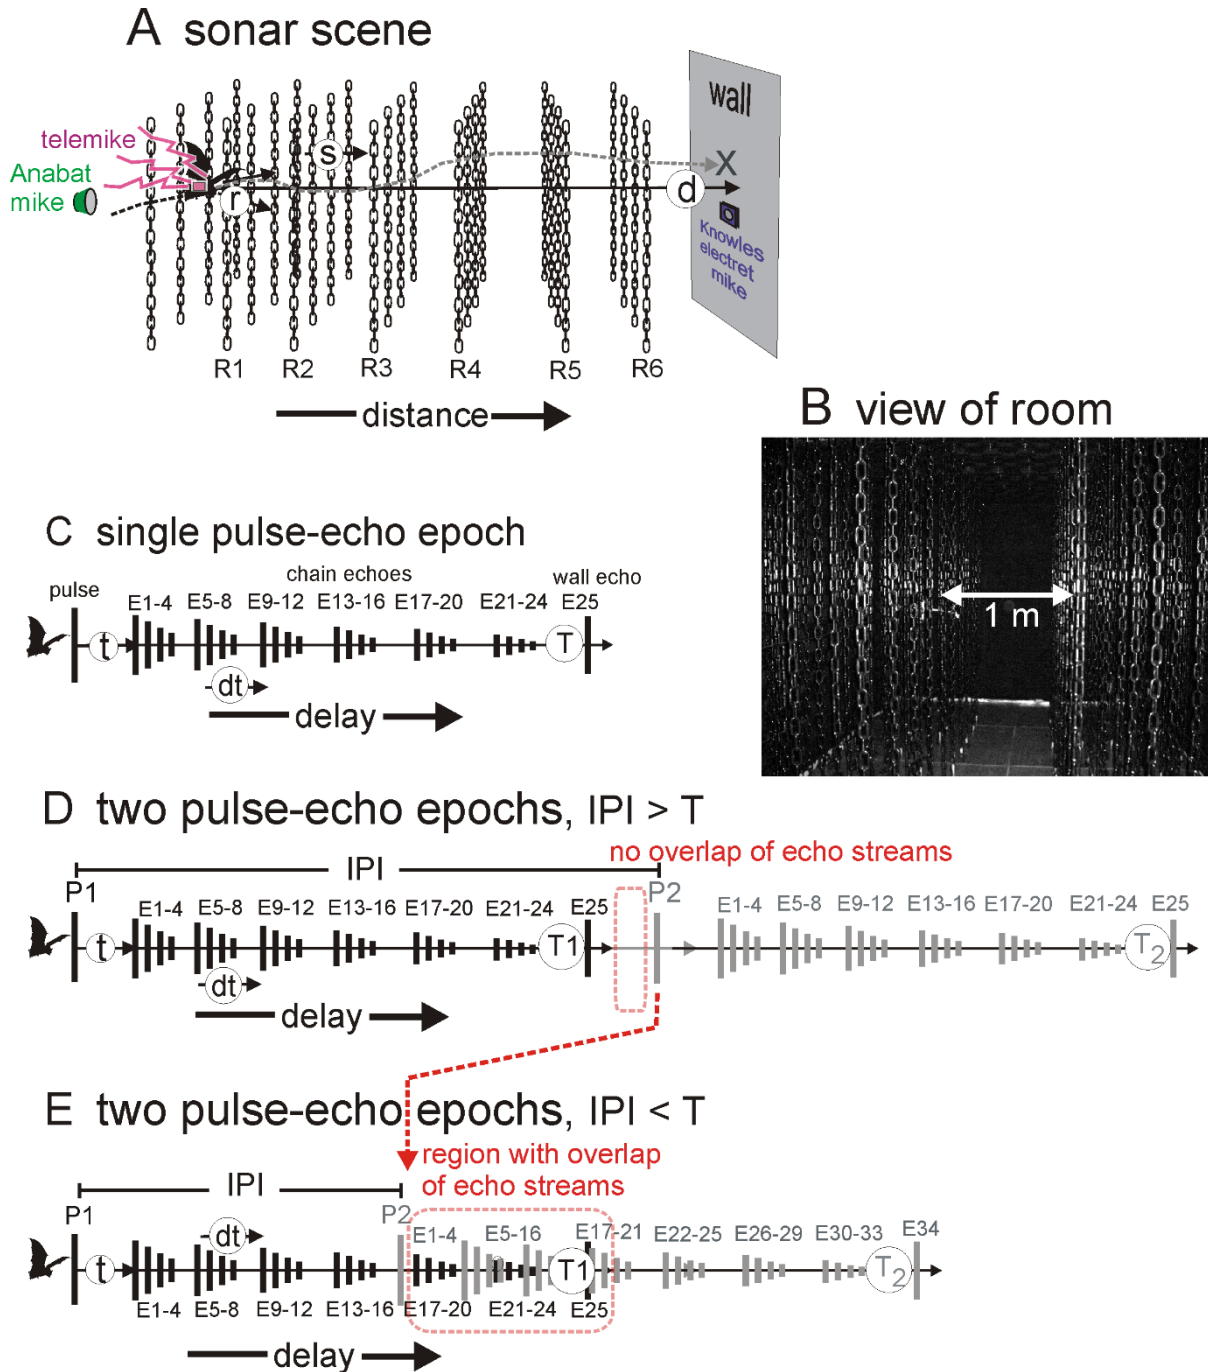 A sonar scene
wall
telemike
Anabat
mike
s
X
r
d
Knowles
electret
mike
R1 R2 R3 R4 R5 R6
distance
B view of room
1 m
C single pulse-echo epoch
pulse chain echoes wall echo
E1-4 E5-8 E9-12 E13-16 E17-20 E21-24 E25
t T
dt
delay
D two pulse-echo epochs, IPI > T
no overlap of echo streams
IPI
P1 P2
E1-4 E5-8 E9-12 E13-16 E17-20 E21-24 E25 E1-4 E5-8 E9-12 E13-16 E17-20 E21-24 E25
t T1 T2
dt
delay
E two pulse-echo epochs, IPI < T
region with overlap
of echo streams
IPI
P1 P2
dt E1-4 E5-16 E17-21 E22-25 E26-29 E30-33 E34
t T1 T2
E1-4 E5-8 E9-12 E13-16 E17-20 E21-24 E25
delay